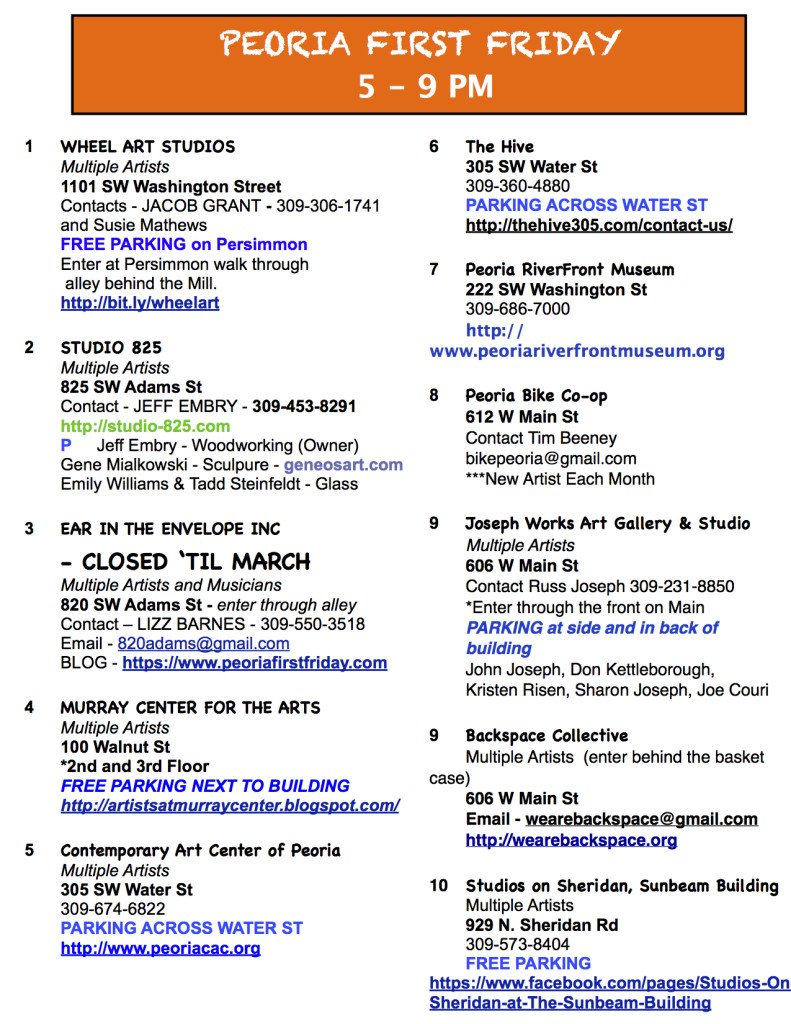 PEORIA FIRST FRIDAY
5 – 9 PM
1 WHEEL ART STUDIOS
Multiple Artists
1101 SW Washington Street
Contacts - JACOB GRANT - 309-306-1741
and Susie Mathews
FREE PARKING on Persimmon
Enter at Persimmon walk through
alley behind the Mill.
http://bit.ly/wheelart
2 STUDIO 825
Multiple Artists
825 SW Adams St
Contact - JEFF EMBRY - 309-453-8291
http://studio-825.com
P Jeff Embry - Woodworking (Owner)
Gene Mialkowski - Sculpure - geneosart.com
Emily Williams & Tadd Steinfeldt - Glass
3 EAR IN THE ENVELOPE INC
- CLOSED ‘TIL MARCH
Multiple Artists and Musicians
820 SW Adams St - enter through alley
Contact – LIZZ BARNES - 309-550-3518
Email - 820adams@gmail.com
BLOG - https://www.peoriafirstfriday.com
4 MURRAY CENTER FOR THE ARTS
Multiple Artists
100 Walnut St
*2nd and 3rd Floor
FREE PARKING NEXT TO BUILDING
http://artistsatmurraycenter.blogspot.com/
5 Contemporary Art Center of Peoria
Multiple Artists
305 SW Water St
309-674-6822
PARKING ACROSS WATER ST
http://www.peoriacac.org
6 The Hive
305 SW Water St
309-360-4880
PARKING ACROSS WATER ST
http://thehive305.com/contact-us/
7 Peoria RiverFront Museum
222 SW Washington St
309-686-7000
http://
www.peoriariverfrontmuseum.org
8 Peoria Bike Co-op
612 W Main St
Contact Tim Beeney
bikepeoria@gmail.com
***New Artist Each Month
9 Joseph Works Art Gallery & Studio
Multiple Artists
606 W Main St
Contact Russ Joseph 309-231-8850
*Enter through the front on Main
PARKING at side and in back of
building
John Joseph, Don Kettleborough,
Kristen Risen, Sharon Joseph, Joe Couri
9 Backspace Collective
Multiple Artists (enter behind the basket
case)
606 W Main St
Email - wearebackspace@gmail.com
http://wearebackspace.org
10 Studios on Sheridan, Sunbeam Building
Multiple Artists
929 N. Sheridan Rd
309-573-8404
FREE PARKING
https://www.facebook.com/pages/Studios-On
Sheridan-at-The-Sunbeam-Building